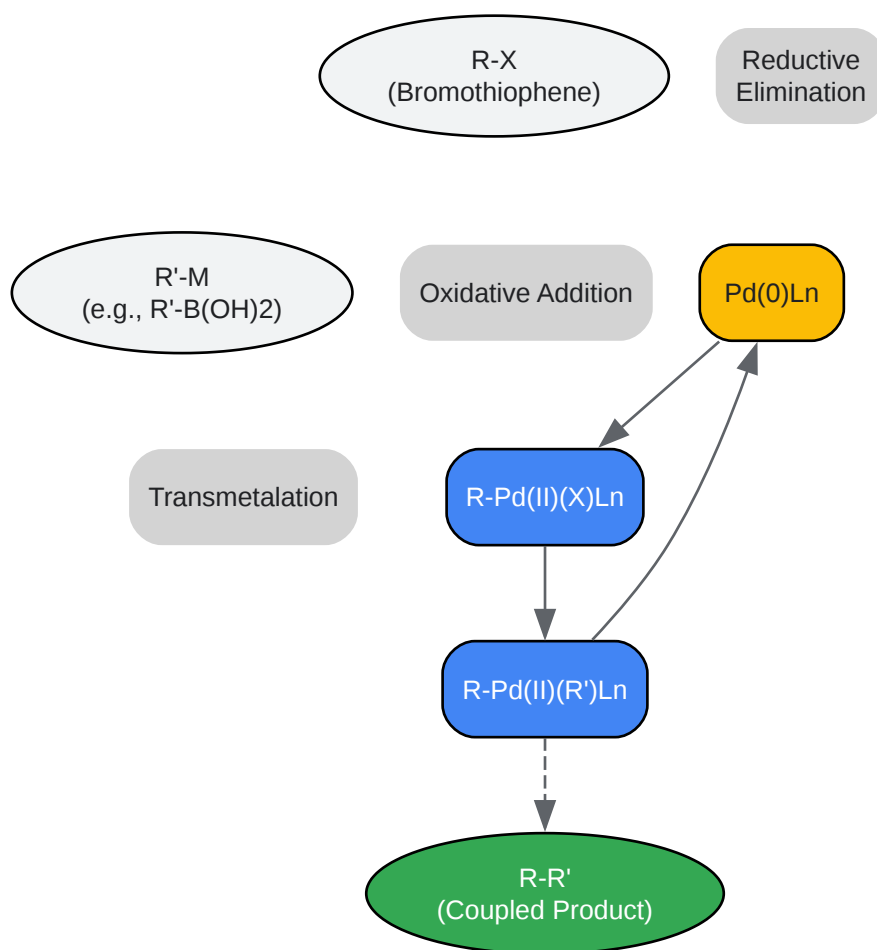 R-X
(Bromothiophene)
Reductive
Elimination
R'-M
(e.g., R'-B(OH)2)
Oxidative Addition
Pd(0)Ln
Transmetalation
R-Pd(II)(X)Ln
R-Pd(II)(R')Ln
R-R'
(Coupled Product)